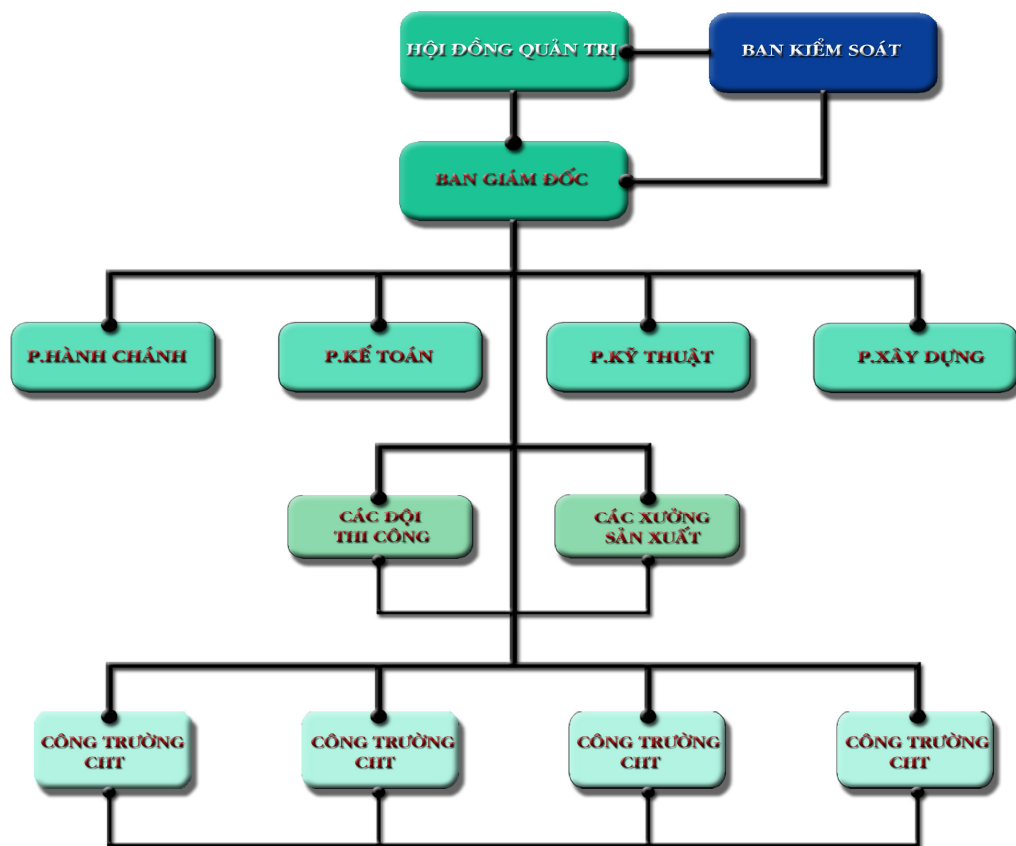 HỘI ĐỒNG QUẢN TRỊ
BAN KIỂM SOÁT
BAN GIÁM ĐỐC
P.HÀNH CHÁNH
P.KẾ TOÁN
P.KỸ THUẬT
P.XÂY DỰNG
CÁC ĐỘI
THI CÔNG
CÁC XƯỞNG
SẢN XUẤT
CÔNG TRƯỜNG
CHT
CÔNG TRƯỜNG
CHT
CÔNG TRƯỜNG
CHT
CÔNG TRƯỜNG
CHT